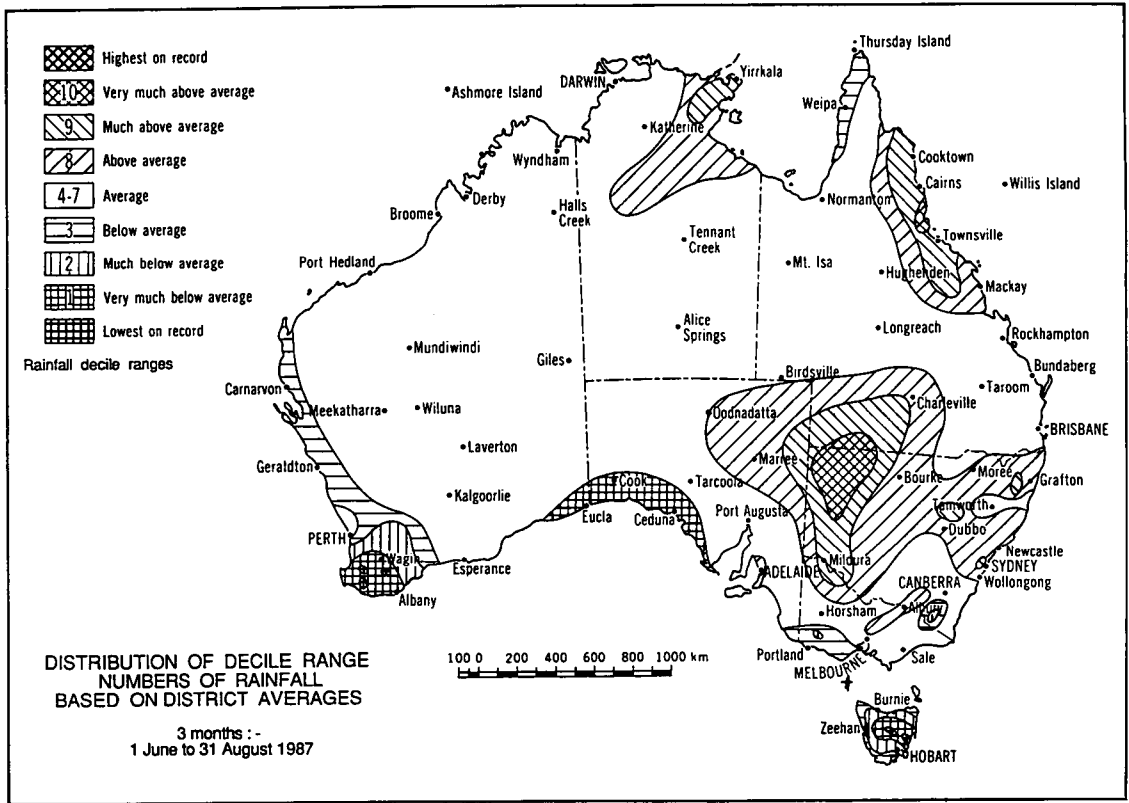 Highest on record
10 Very much above average
9 Much above average
8 Above average
4-7 Average
3 Below average
2 Much below average
1 Very much below average
Lowest on record
Rainfall decile ranges
Thursday Island
Yirrkala
DARWIN
Ashmore Island
Weipa
Katherine
Wyndham
Cooktown
Cairns
Willis Island
Derby
Normanton
Broome
Halls
Creek
Townsville
Tennant
Creek
Mt. Isa
Port Hedland
Hughenden
Mackay
Alice
Springs
Longreach
Rockhampton
Mundiwindi
Giles
Birdsville
Bundaberg
Carnarvon
Taroom
Meekatharra
Wiluna
Oodnadatta
Charleville
BRISBANE
Laverton
Marree
Geraldton
Moree
Cook
Tarcoola
Bourke
Grafton
Kalgoorlie
Tamworth
Eucla
Ceduna
Port Augusta
PERTH
Dubbo
Wagin
Newcastle
Esperance
Mildura
SYDNEY
ADELAIDE
Wollongong
CANBERRA
Albany
Horsham
Albury
Portland
Sale
MELBOURNE
100 0 200 400 600 800 1000 km
DISTRIBUTION OF DECILE RANGE
NUMBERS OF RAINFALL
BASED ON DISTRICT AVERAGES
3 months : -
1 June to 31 August 1987
Burnie
Zeehan
HOBART